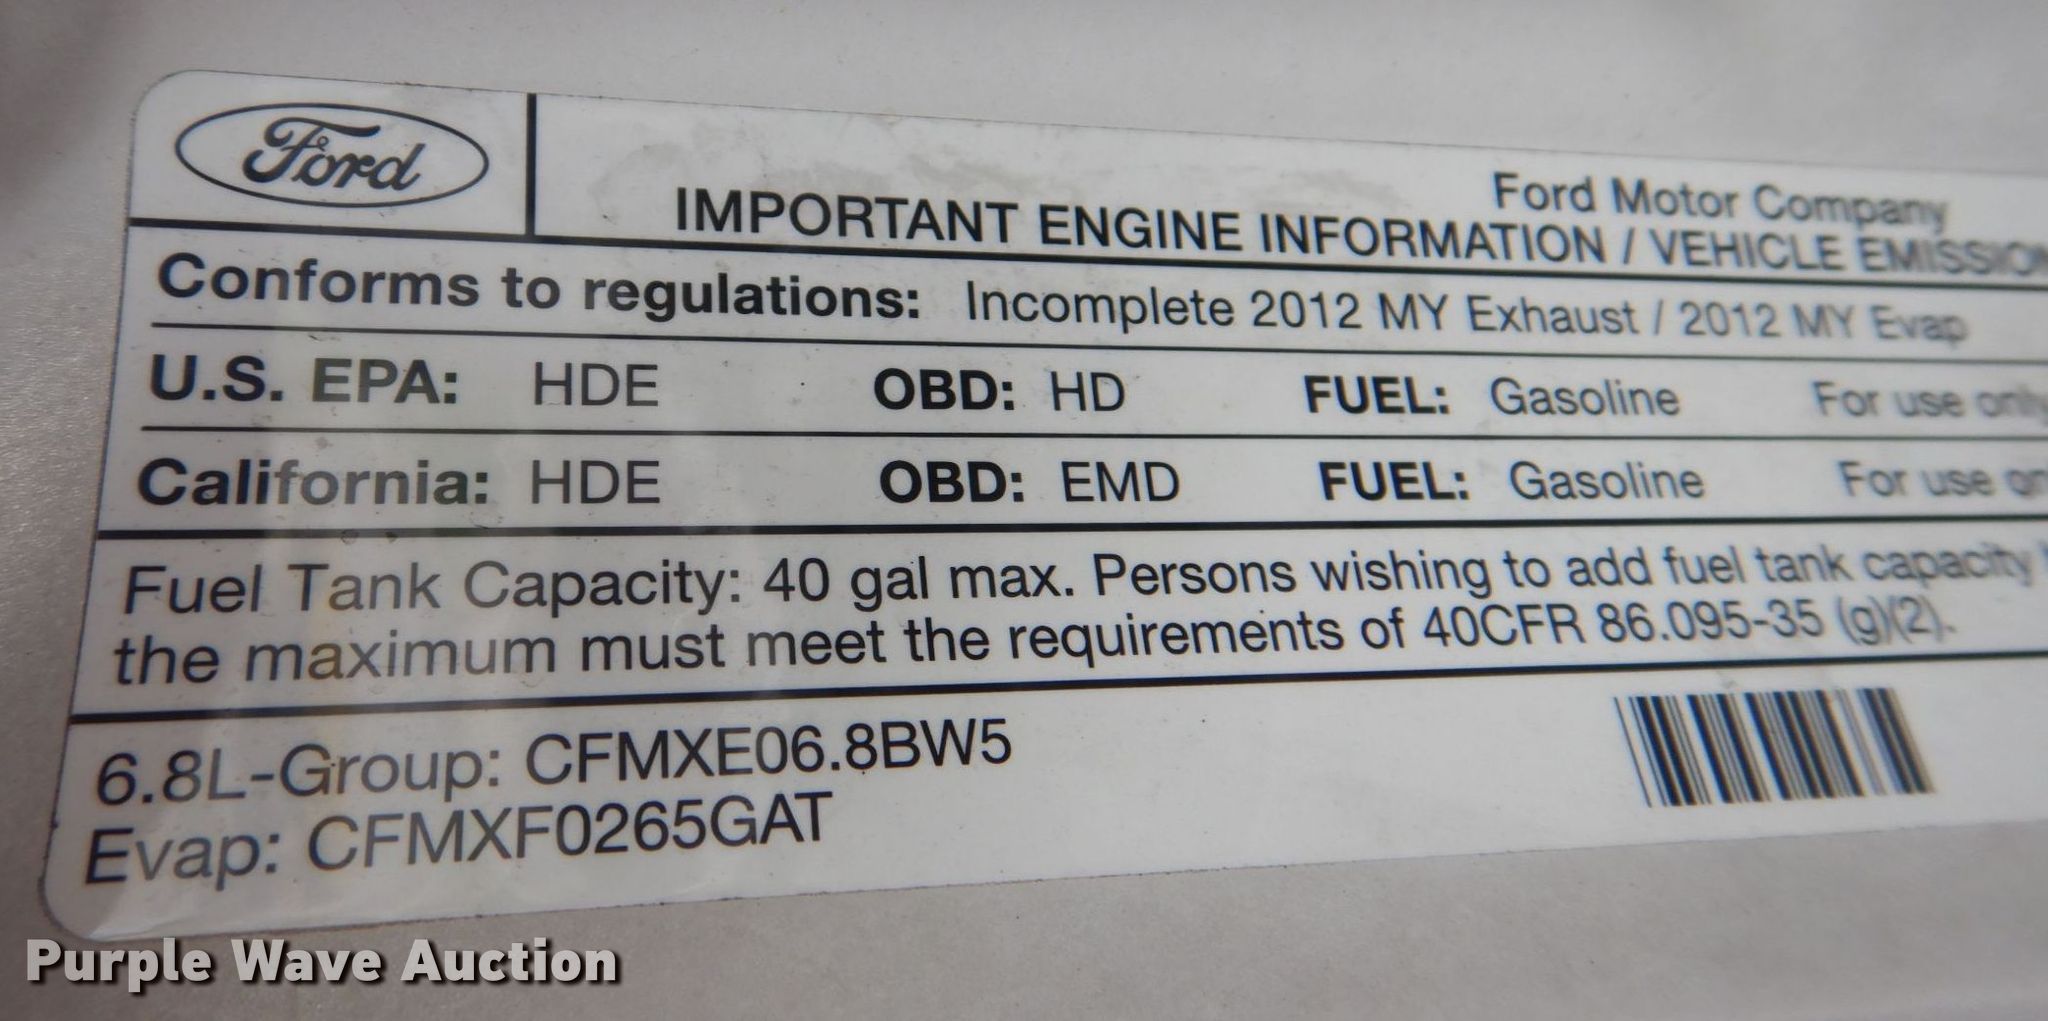 Ford
Ford Motor Company
IMPORTANT ENGINE INFORMATION / VEHICLE EMISSION
Conforms to regulations: Incomplete 2012 MY Exhaust / 2012 MY Evap
U.S. EPA: HDE OBD: HD FUEL: Gasoline For use only
California: HDE OBD: EMD FUEL: Gasoline For use on
Fuel Tank Capacity: 40 gal max. Persons wishing to add fuel tank capacity
the maximum must meet the requirements of 40CFR 86.095-35 (g)(2).
6.8L-Group: CFMXE06.8BW5
Evap: CFMXF0265GAT
Purple Wave Auction